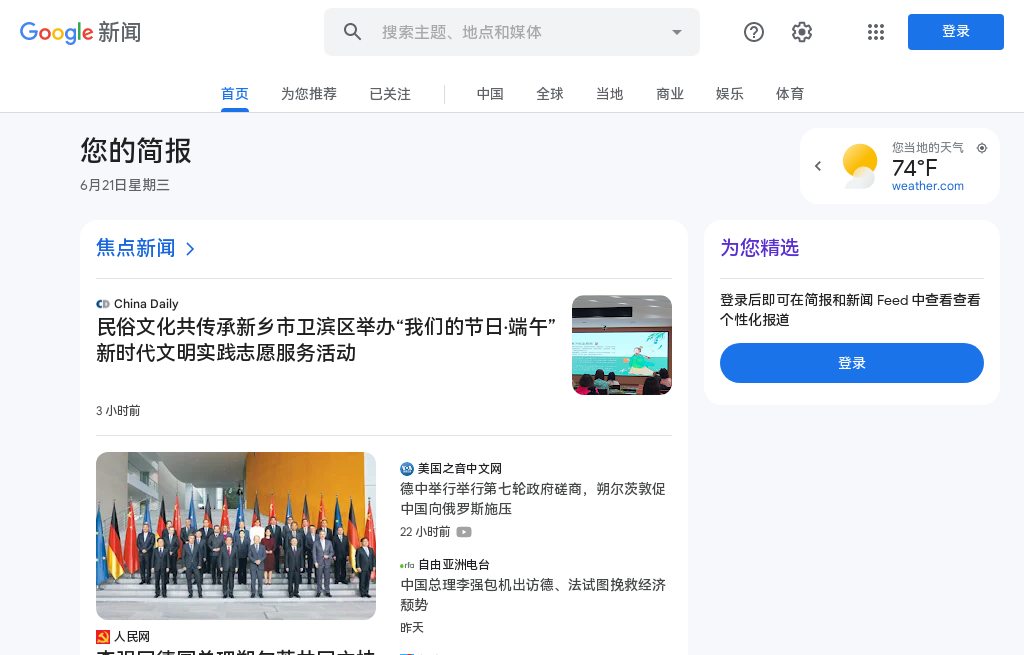 Google 新闻
搜索主题、地点和媒体
登录
首页
为您推荐
已关注
中国
全球
当地
商业
娱乐
体育
您的简报
6月21日星期三
您当地的天气
74°F
weather.com
焦点新闻
China Daily
民俗文化共传承新乡市卫滨区举办“我们的节日·端午”
新时代文明实践志愿服务活动
3 小时前
为您精选
登录后即可在简报和新闻 Feed 中查看查看
个性化报道
登录
美国之音中文网
德中举行举行第七轮政府磋商，朔尔茨敦促
中国向俄罗斯施压
22 小时前
rfa 自由亚洲电台
中国总理李强包机出访德、法试图挽救经济
颓势
昨天
人民网